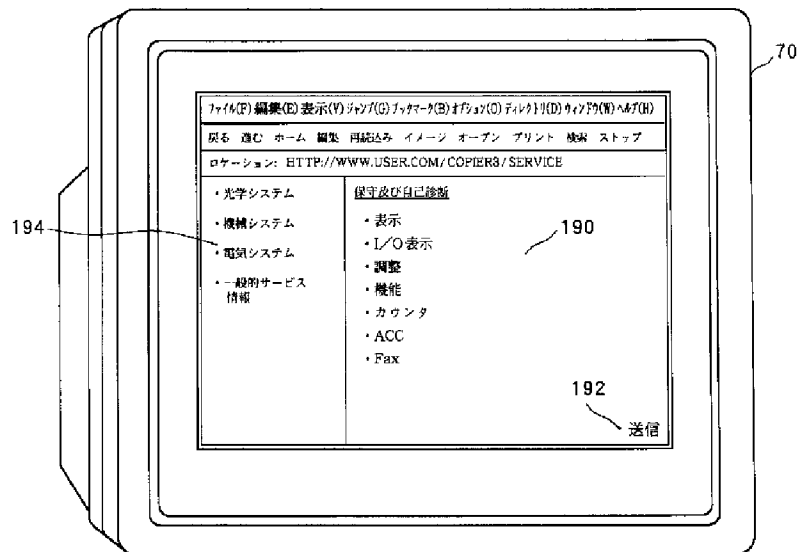 70
ファイル(F) 編集(E) 表示(V) ジャンプ(G) ブックマーク(B) オプション(O) ディレクトリ(D) ウィンドウ(W) ヘルプ(H)
戻る 進む ホーム 編集 再読込み イメージ オープン プリント 検索 ストップ
ロケーション: HTTP://WWW.USER.COM/COPIER3/SERVICE
・光学システム
・機械システム
194
・電気システム
・一般的サービス
情報
保守及び自己診断
・表示
190
・I/O表示
・調整
・機能
・カウンタ
・ACC
・Fax
192
送信